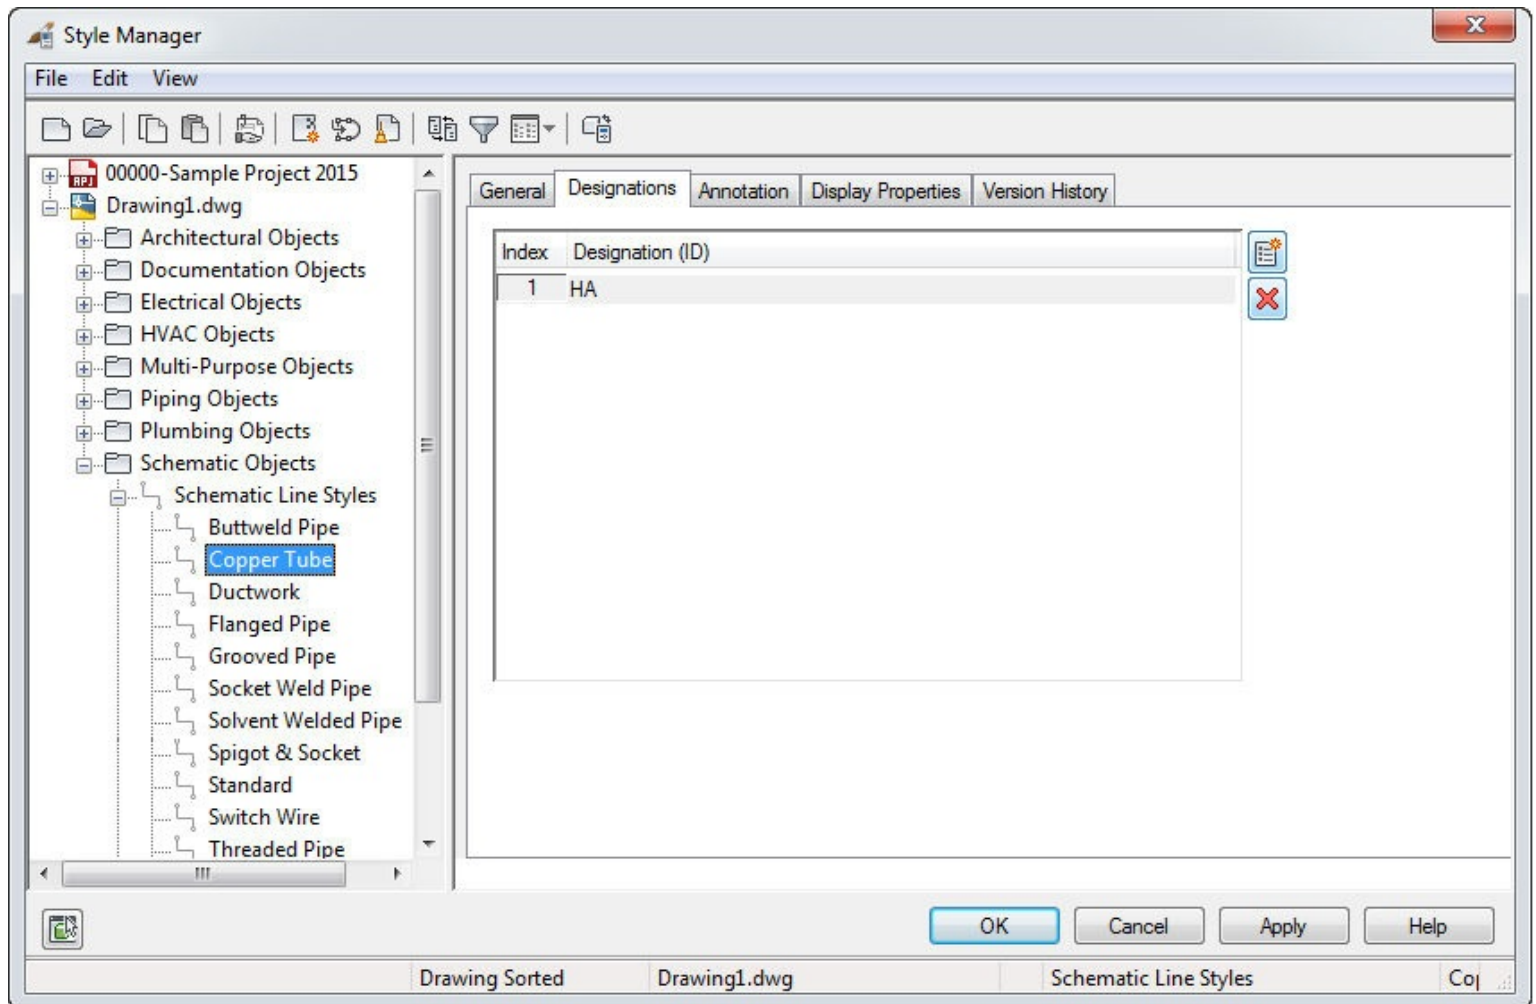 Style Manager
X
File Edit View
APJ 00000-Sample Project 2015
Drawing1.dwg
Architectural Objects
Documentation Objects
Electrical Objects
HVAC Objects
Multi-Purpose Objects
Piping Objects
Plumbing Objects
Schematic Objects
Schematic Line Styles
Buttweld Pipe
Copper Tube
Ductwork
Flanged Pipe
Grooved Pipe
Socket Weld Pipe
Solvent Welded Pipe
Spigot & Socket
Standard
Switch Wire
Threaded Pipe
General Designations Annotation Display Properties Version History
Index Designation (ID)
1 HA
OK Cancel Apply Help
Drawing Sorted Drawing1.dwg Schematic Line Styles